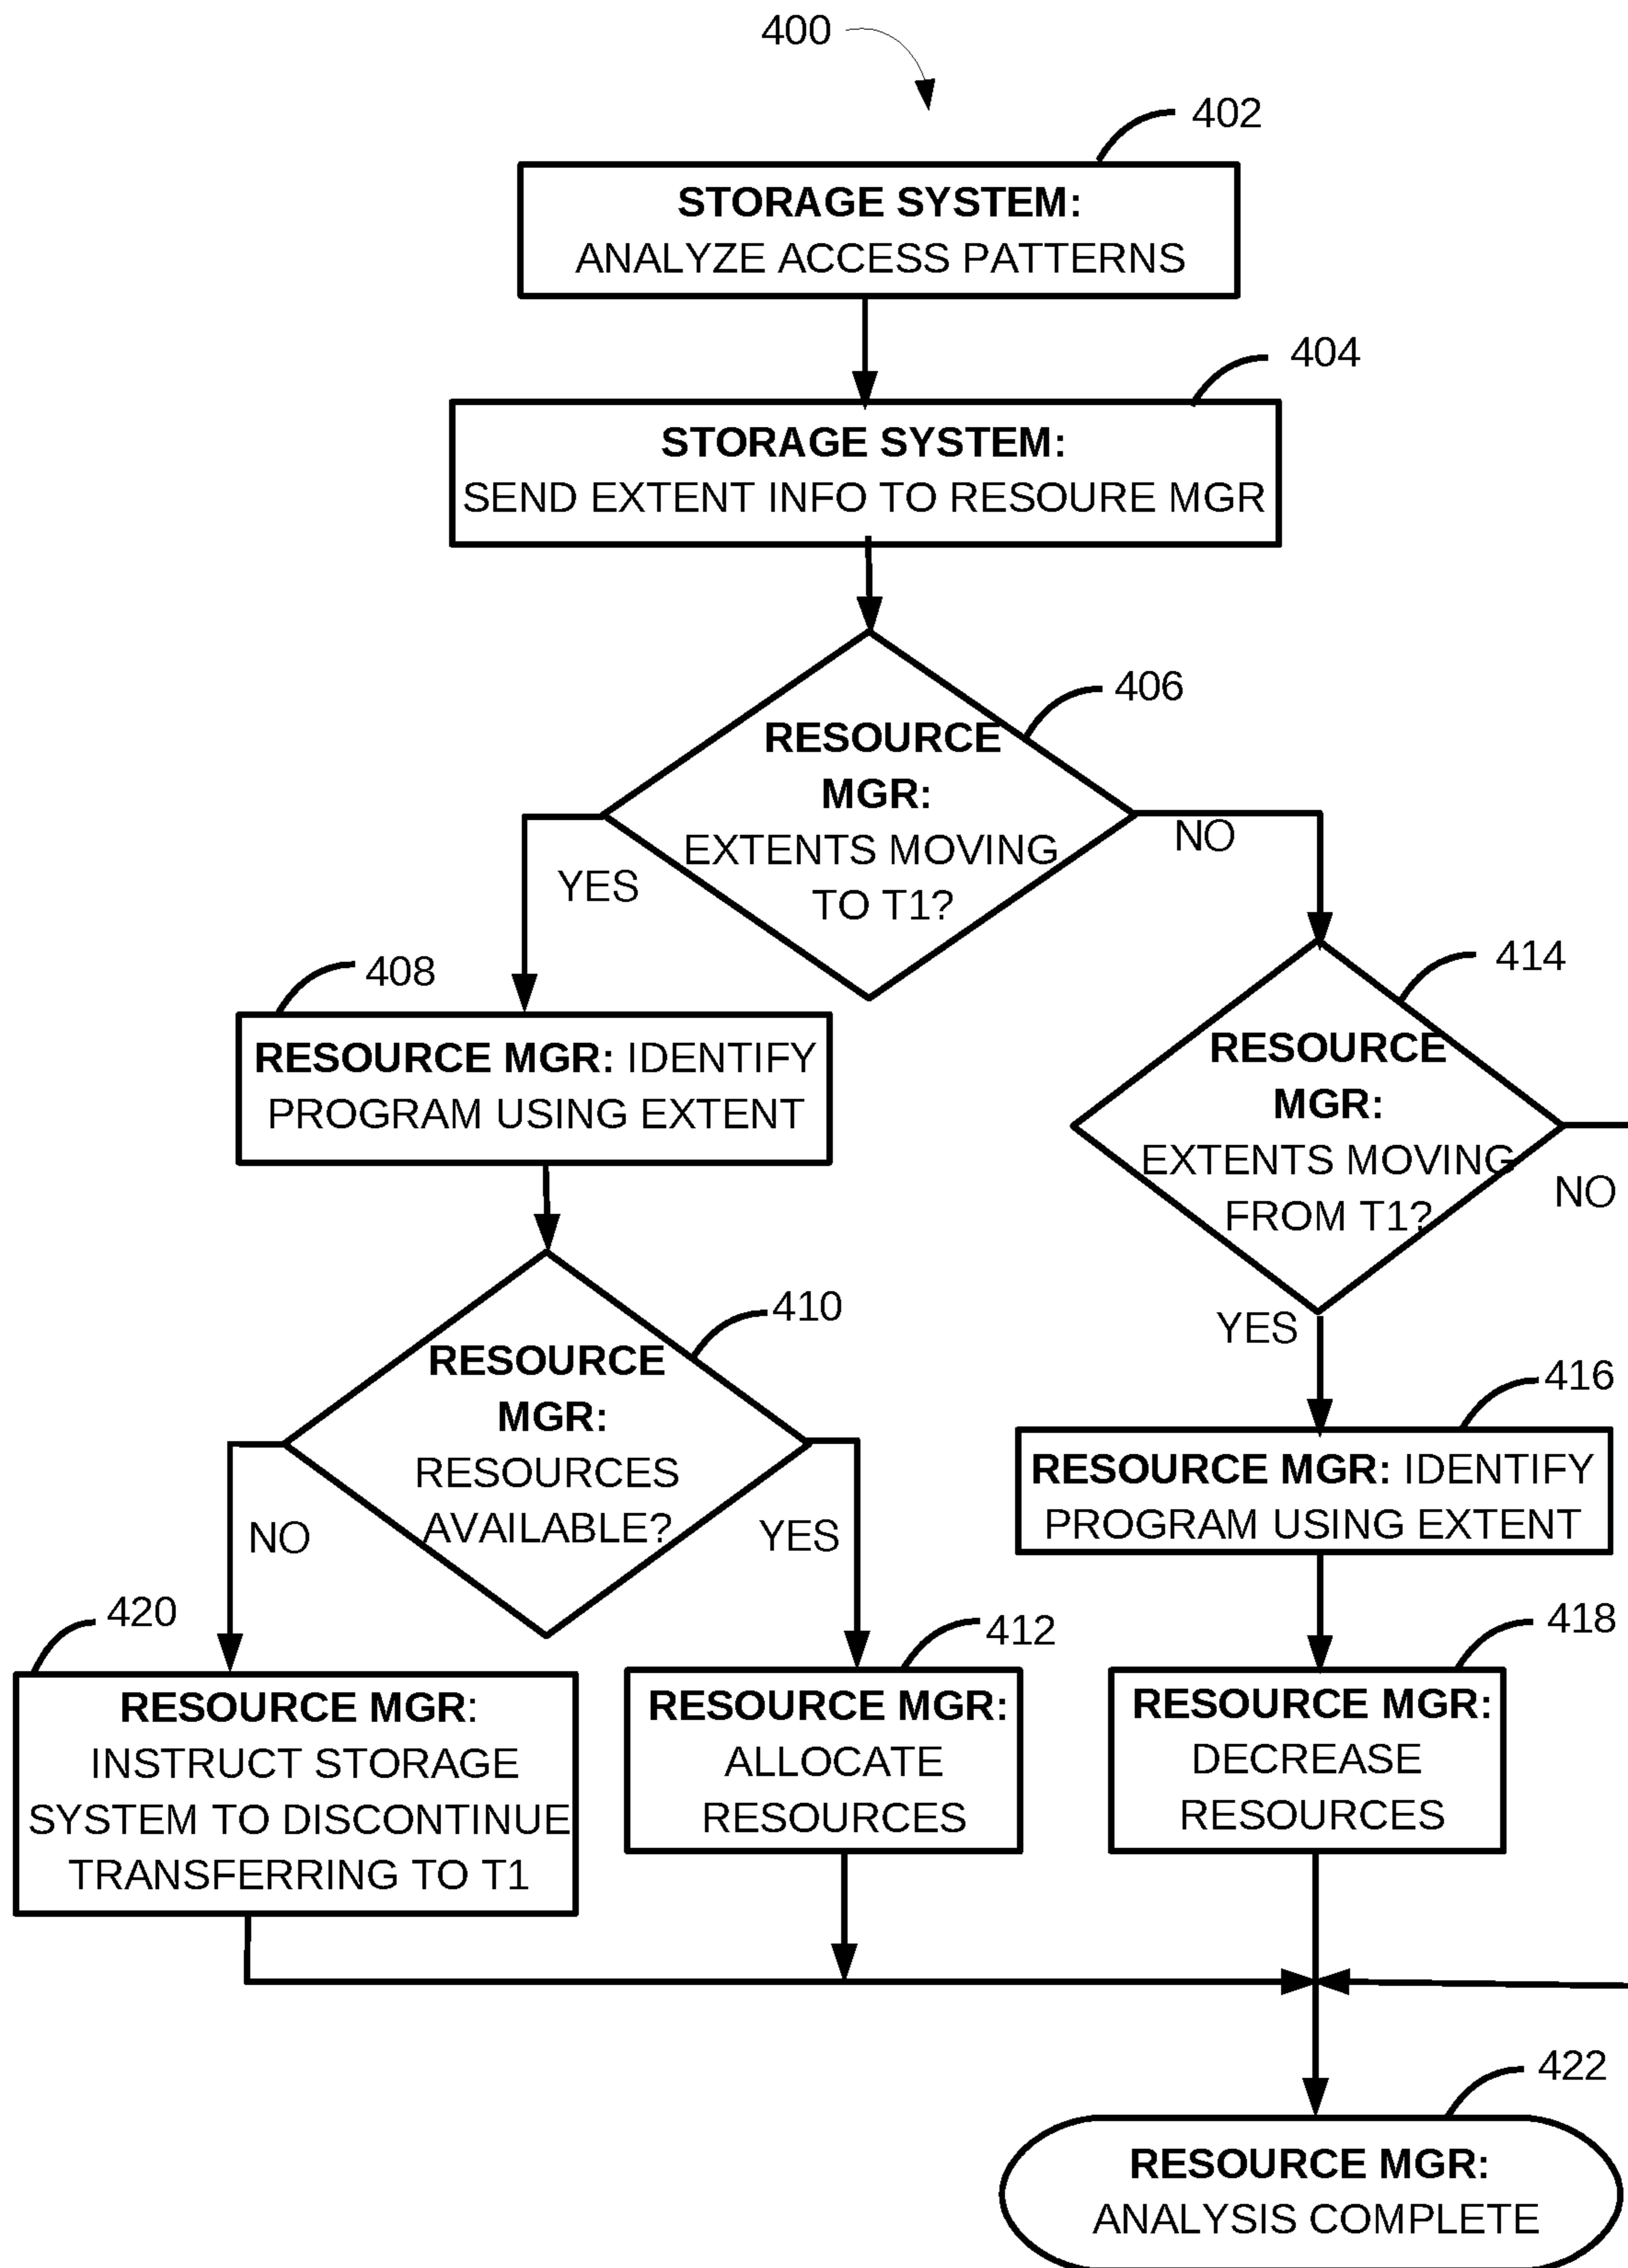 400
402
STORAGE SYSTEM:
ANALYZE ACCESS PATTERNS
404
STORAGE SYSTEM:
SEND EXTENT INFO TO RESOURE MGR
406
RESOURCE
MGR:
EXTENTS MOVING
TO T1?
YES
NO
408
RESOURCE MGR: IDENTIFY
PROGRAM USING EXTENT
414
RESOURCE
MGR:
EXTENTS MOVING
FROM T1?
NO
YES
410
RESOURCE
MGR:
RESOURCES
AVAILABLE?
NO
YES
416
RESOURCE MGR: IDENTIFY
PROGRAM USING EXTENT
420
RESOURCE MGR:
INSTRUCT STORAGE
SYSTEM TO DISCONTINUE
TRANSFERRING TO T1
412
RESOURCE MGR:
ALLOCATE
RESOURCES
418
RESOURCE MGR:
DECREASE
RESOURCES
422
RESOURCE MGR:
ANALYSIS COMPLETE